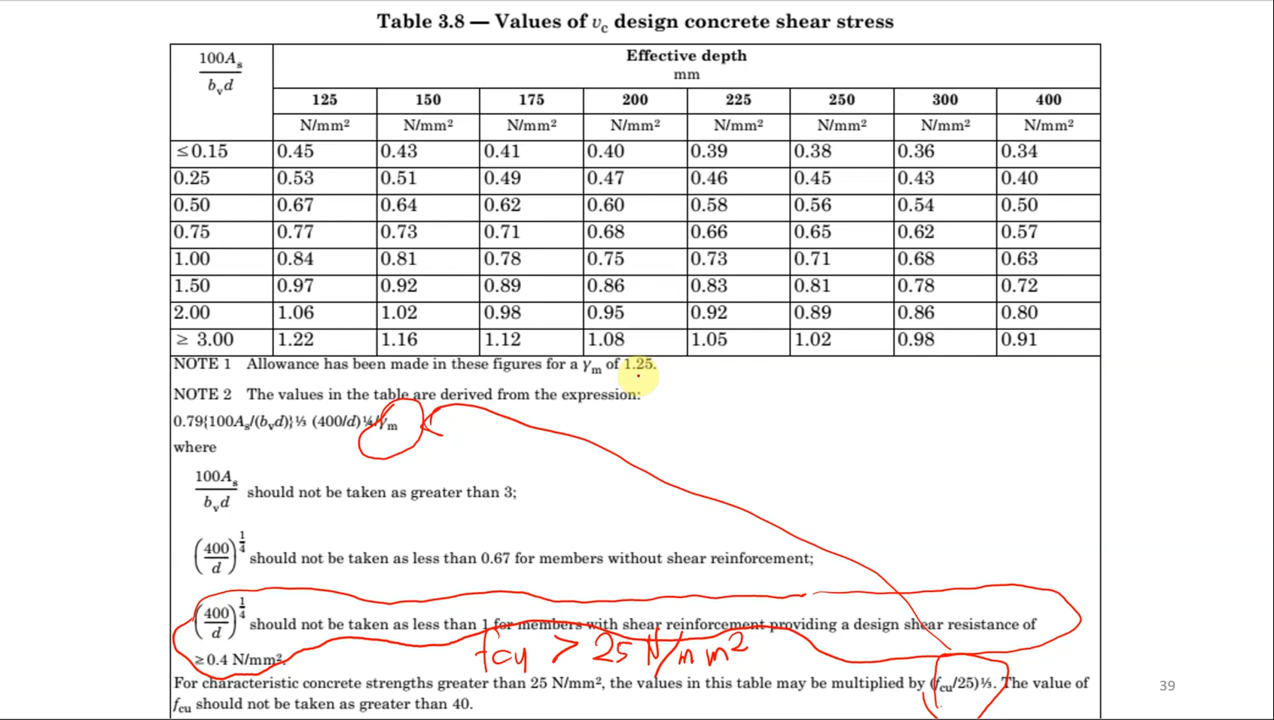 Table 3.8 — Values of υc design concrete shear stress
100As/bvd Effective depth
mm
125 150 175 200 225 250 300 400
N/mm² N/mm² N/mm² N/mm² N/mm² N/mm² N/mm² N/mm²
≤0.15 0.45 0.43 0.41 0.40 0.39 0.38 0.36 0.34
0.25 0.53 0.51 0.49 0.47 0.46 0.45 0.43 0.40
0.50 0.67 0.64 0.62 0.60 0.58 0.56 0.54 0.50
0.75 0.77 0.73 0.71 0.68 0.66 0.65 0.62 0.57
1.00 0.84 0.81 0.78 0.75 0.73 0.71 0.68 0.63
1.50 0.97 0.92 0.89 0.86 0.83 0.81 0.78 0.72
2.00 1.06 1.02 0.98 0.95 0.92 0.89 0.86 0.80
≥ 3.00 1.22 1.16 1.12 1.08 1.05 1.02 0.98 0.91
NOTE 1 Allowance has been made in these figures for a γm of 1.25.
NOTE 2 The values in the table are derived from the expression:
0.79{100As/(bvd)}⅓ (400/d)¼/γm
where
100As/bvd should not be taken as greater than 3;
(400/d)¼ should not be taken as less than 0.67 for members without shear reinforcement;
(400/d)¼ should not be taken as less than 1 for members with shear reinforcement providing a design shear resistance of
≥0.4 N/mm².
fcu > 25 N/mm²
For characteristic concrete strengths greater than 25 N/mm², the values in this table may be multiplied by (fcu/25)⅓. The value of
fcu should not be taken as greater than 40.
39